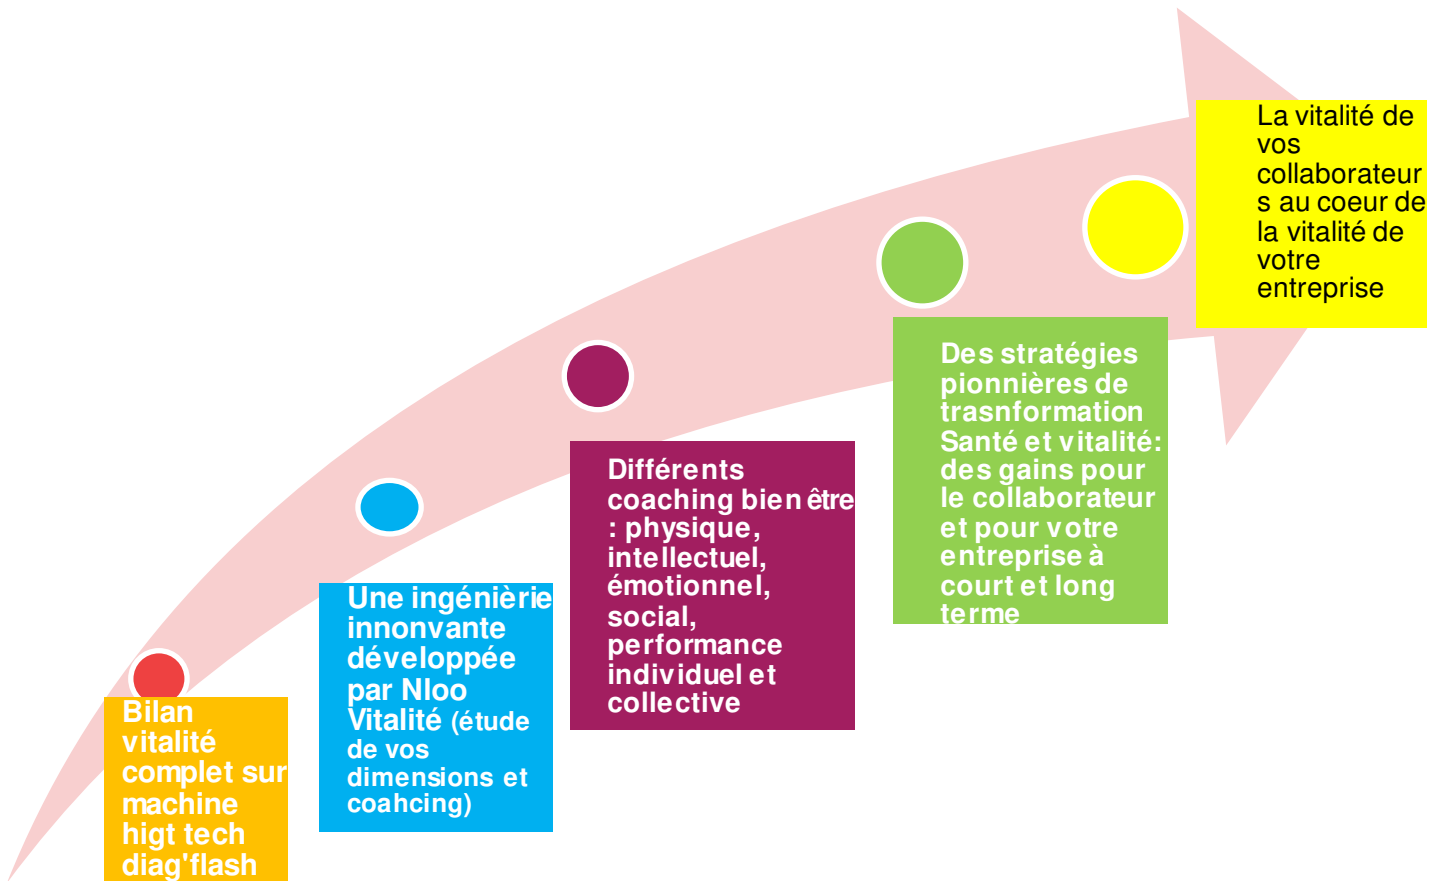 Bilan
vitalité
complet sur
machine
higt tech
diag'flash
Une ingénièrie
innonvante
développée
par Nloo
Vitalité (étude
de vos
dimensions et
coahcing)
Différents
coaching bien être
: physique,
intellectuel,
émotionnel,
social,
performance
individuel et
collective
Des stratégies
pionnières de
trasnformation
Santé et vitalité:
des gains pour
le collaborateur
et pour votre
entreprise à
court et long
terme
La vitalité de
vos
collaborateur
s au coeur de
la vitalité de
votre
entreprise